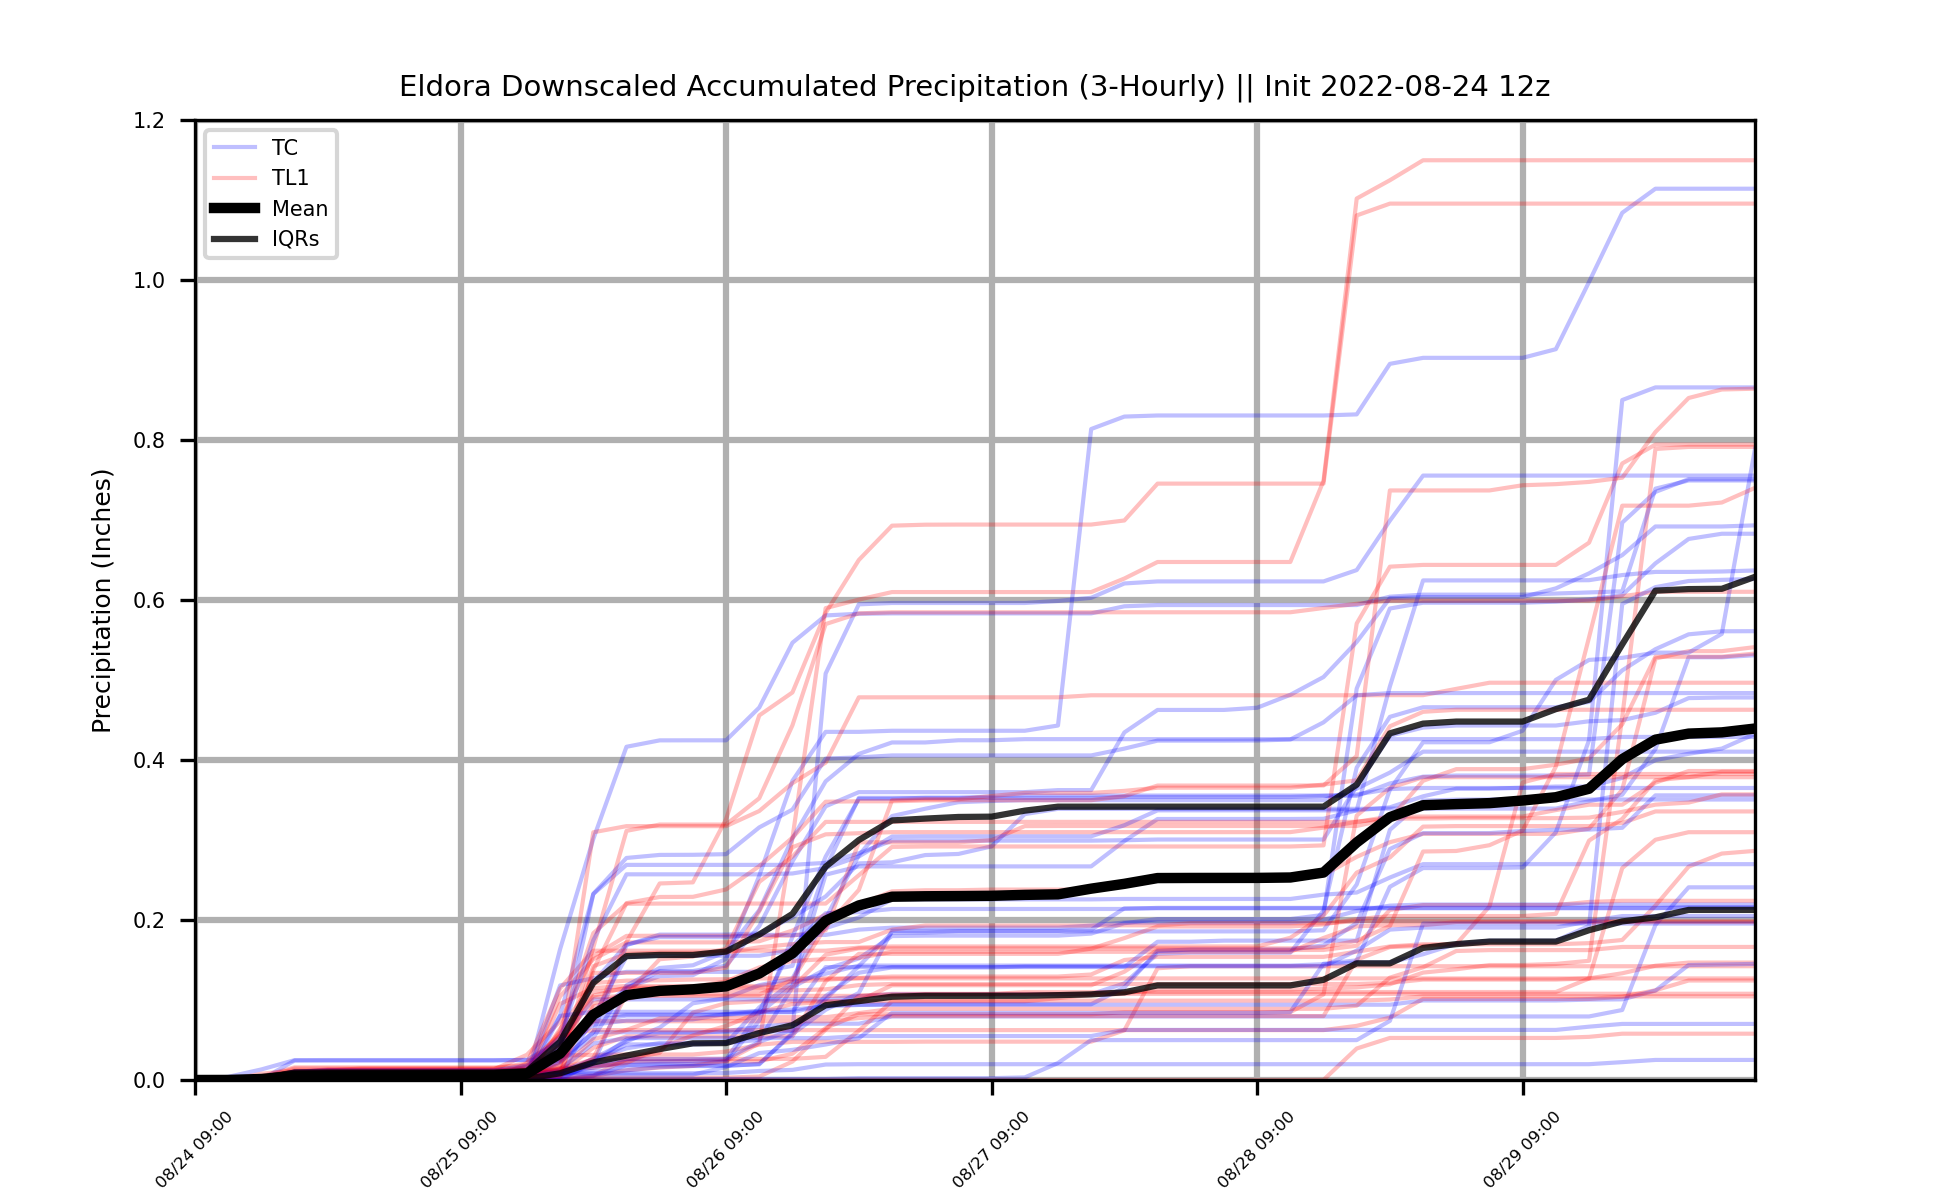 Eldora Downscaled Accumulated Precipitation (3-Hourly) || Init 2022-08-24 12z
TC
TL1
Mean
IQRs
Precipitation (Inches)
1.2
1.0
0.8
0.6
0.4
0.2
0.0
08/24 09:00
08/25 09:00
08/26 09:00
08/27 09:00
08/28 09:00
08/29 09:00